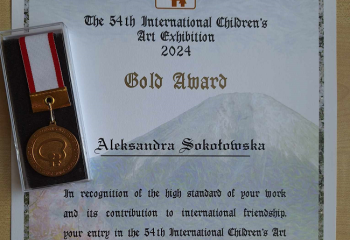 The 54th International Children's
Art Exhibition
2024
Gold Award
Aleksandra Sokołowska
In recognition of the high standard of your work
and its contribution to international friendship,
your entry in the 54th International Children's Art